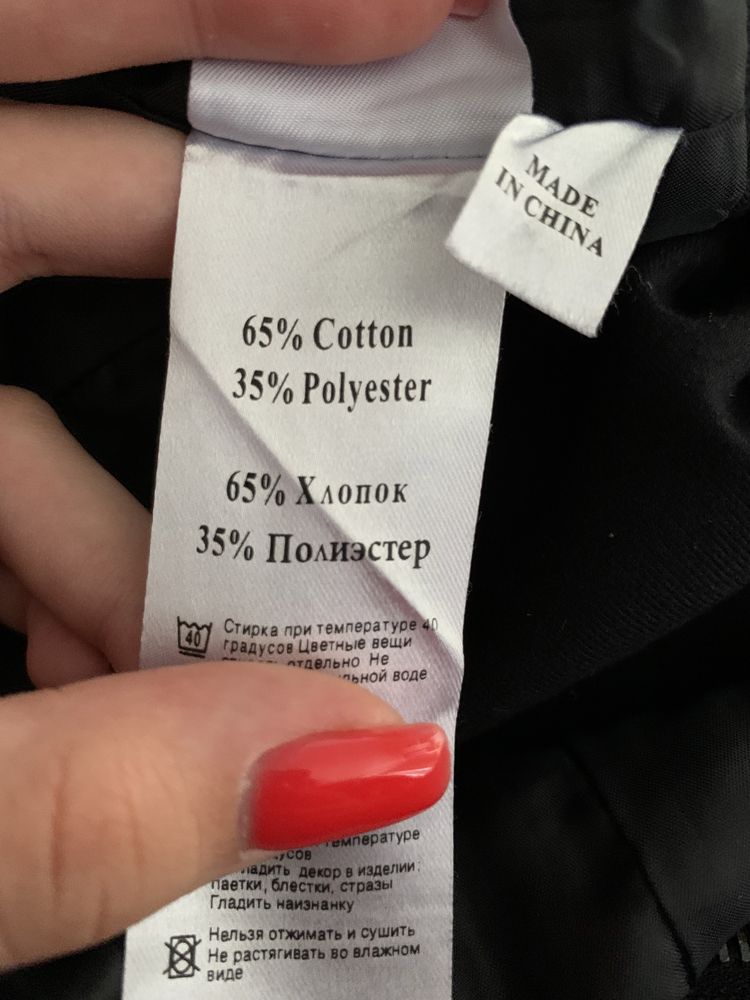 MADE
IN CHINA
65% Cotton
35% Polyester
65% Хлопок
35% Полиэстер
40
Стирка при температуре 40
градусов Цветные вещи
отдельно Не
воде
температуре
декор в изделии:
паетки, блестки, стразы
Гладить наизнанку
Нельзя отжимать и сушить
Не растягивать во влажном
виде